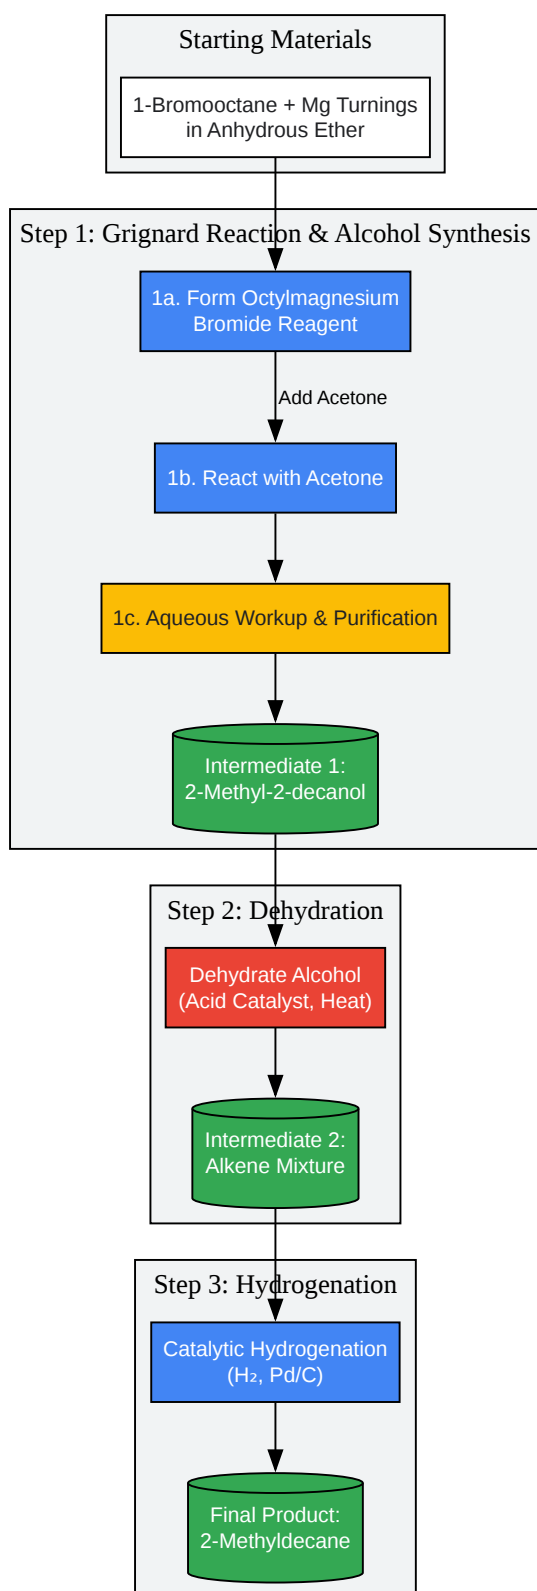 Starting Materials
1-Bromooctane + Mg Turnings
in Anhydrous Ether
Step 1: Grignard Reaction & Alcohol Synthesis
1a. Form Octylmagnesium
Bromide Reagent
Add Acetone
1b. React with Acetone
1c. Aqueous Workup & Purification
Intermediate 1:
2-Methyl-2-decanol
Step 2: Dehydration
Dehydrate Alcohol
(Acid Catalyst, Heat)
Intermediate 2:
Alkene Mixture
Step 3: Hydrogenation
Catalytic Hydrogenation
(H₂, Pd/C)
Final Product:
2-Methyldecane